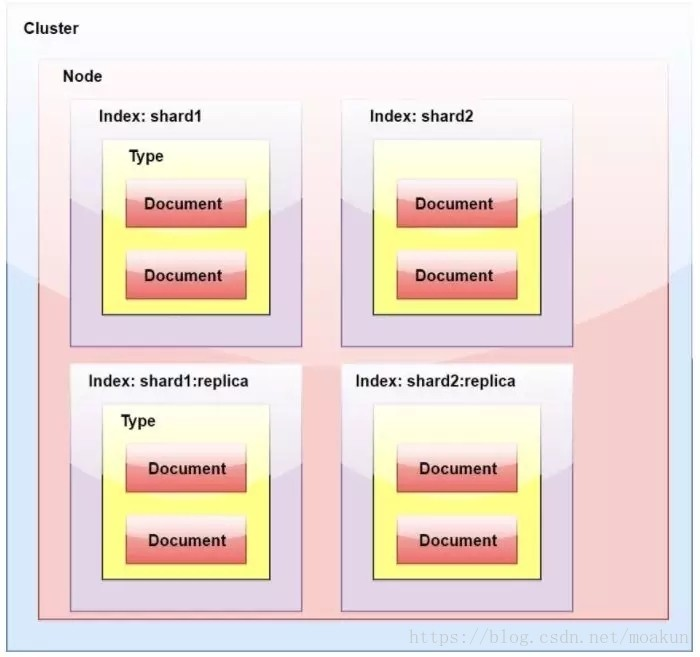 Cluster
Node
Index: shard1
Index: shard2
Type
Document
Document
Document
Document
Index: shard1:replica
Index: shard2:replica
Type
Document
Document
Document
Document
https://blog.csdn.net/moakun